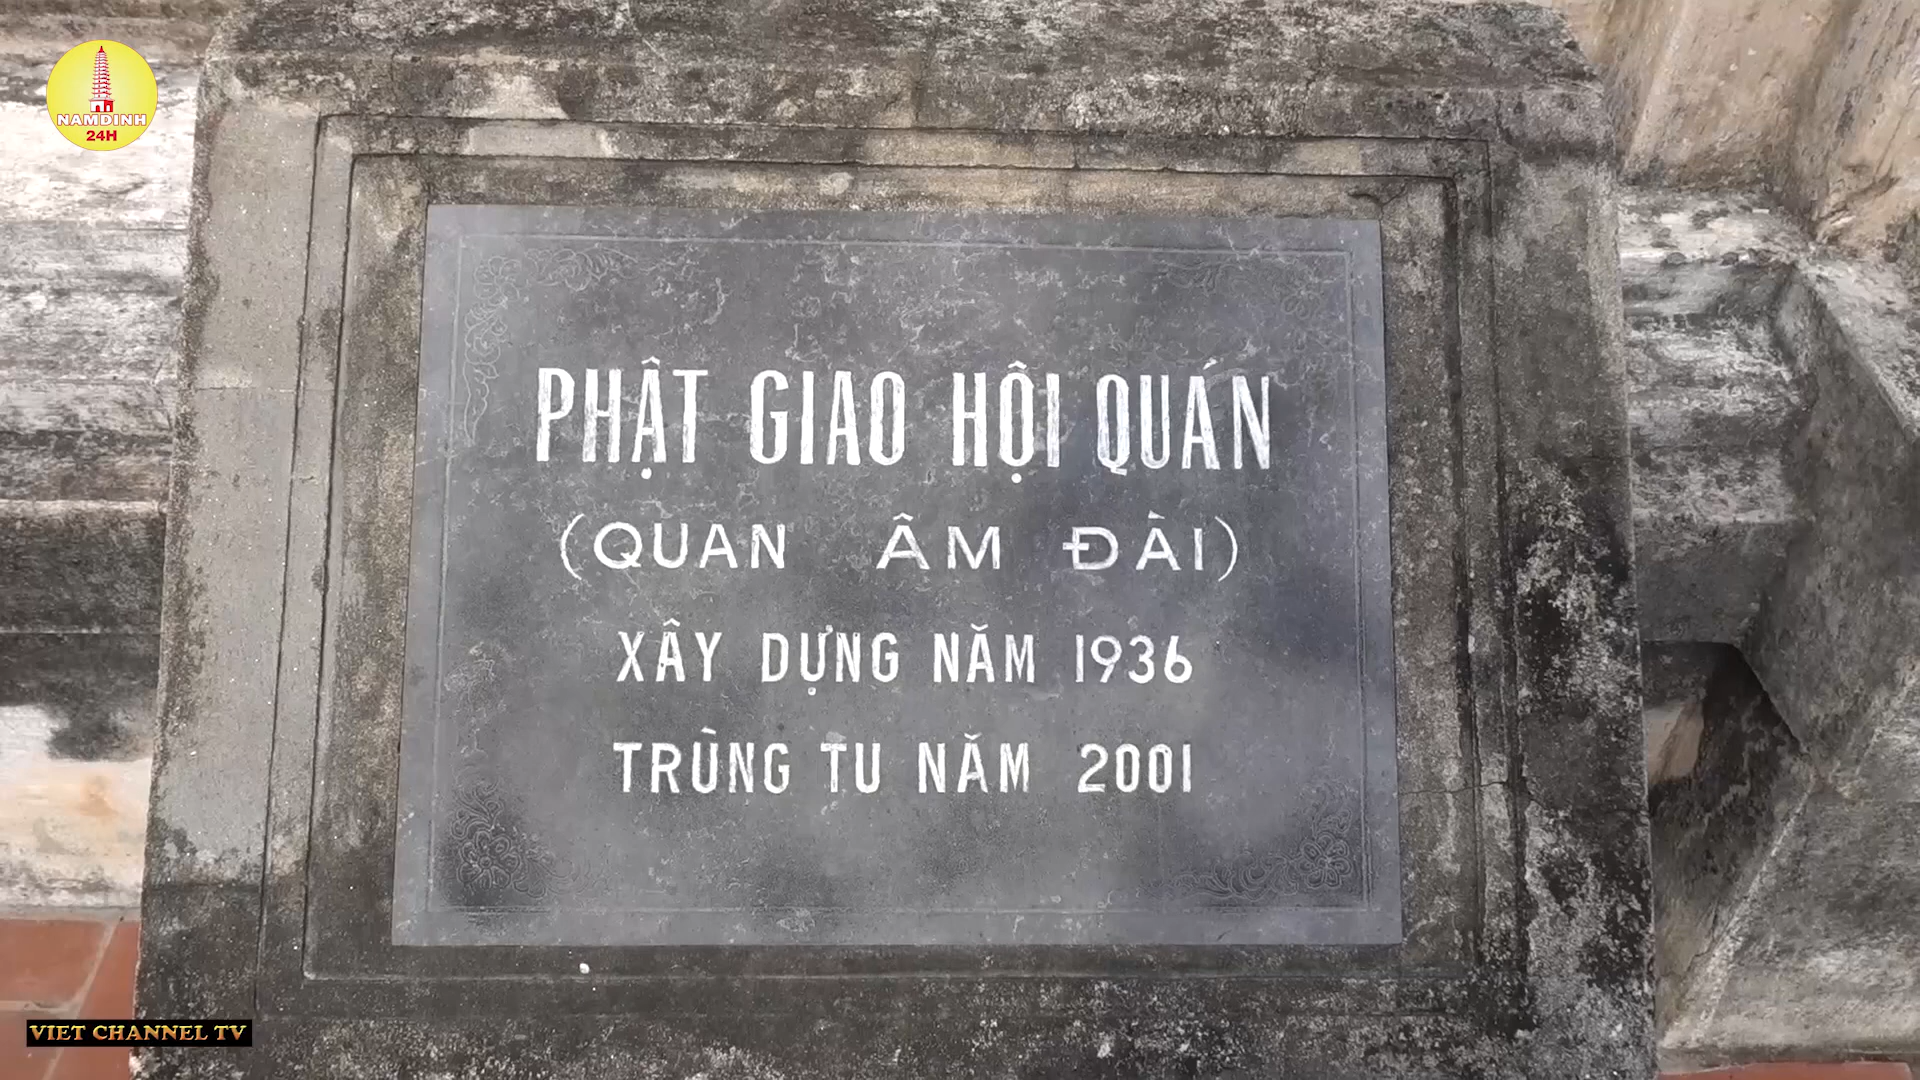 NAMDINH
24H
PHẬT GIAO HỘI QUÁN
(QUAN ÂM ĐÀI)
XÂY DỰNG NĂM 1936
TRÙNG TU NĂM 2001
VIET CHANNEL TV